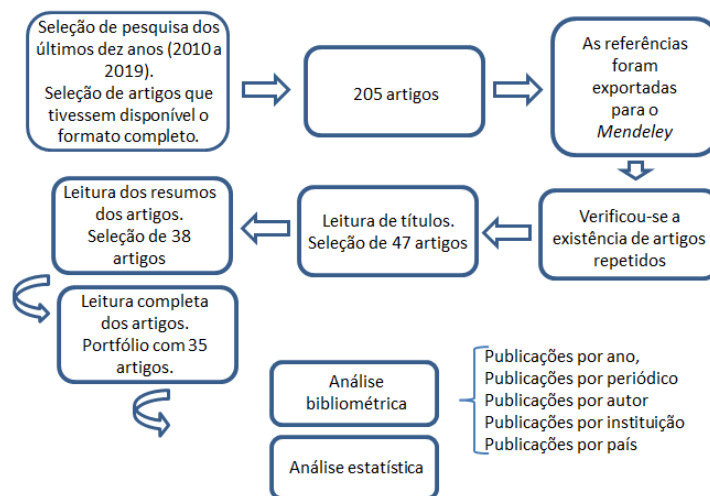 Seleção de pesquisa dos
últimos dez anos (2010 a
2019).
Seleção de artigos que
tivessem disponível o
formato completo.
205 artigos
As referências
foram
exportadas
para o
Mendeley
Verificou-se a
existência de artigos
repetidos
Leitura de títulos.
Seleção de 47 artigos
Leitura dos resumos
dos artigos.
Seleção de 38
artigos
Leitura completa
dos artigos.
Portfólio com 35
artigos.
Análise
bibliométrica
Publicações por ano,
Publicações por periódico
Publicações por autor
Publicações por instituição
Publicações por país
Análise estatística